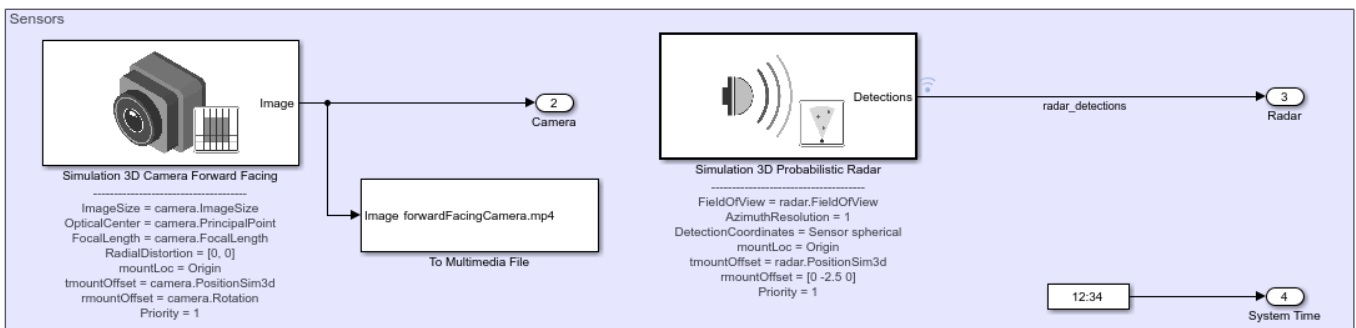 Sensors
Image
Simulation 3D Camera Forward Facing
----------------------------------------
ImageSize = camera.ImageSize
OpticalCenter = camera.PrincipalPoint
FocalLength = camera.FocalLength
RadialDistortion = [0, 0]
mountLoc = Origin
tmountOffset = camera.PositionSim3d
rmountOffset = camera.Rotation
Priority = 1
2
Camera
Image forwardFacingCamera.mp4
To Multimedia File
Detections
Simulation 3D Probabilistic Radar
----------------------------------------
FieldOfView = radar.FieldOfView
AzimuthResolution = 1
DetectionCoordinates = Sensor spherical
mountLoc = Origin
tmountOffset = radar.PositionSim3d
rmountOffset = [0 -2.5 0]
Priority = 1
radar_detections
3
Radar
12:34
4
System Time